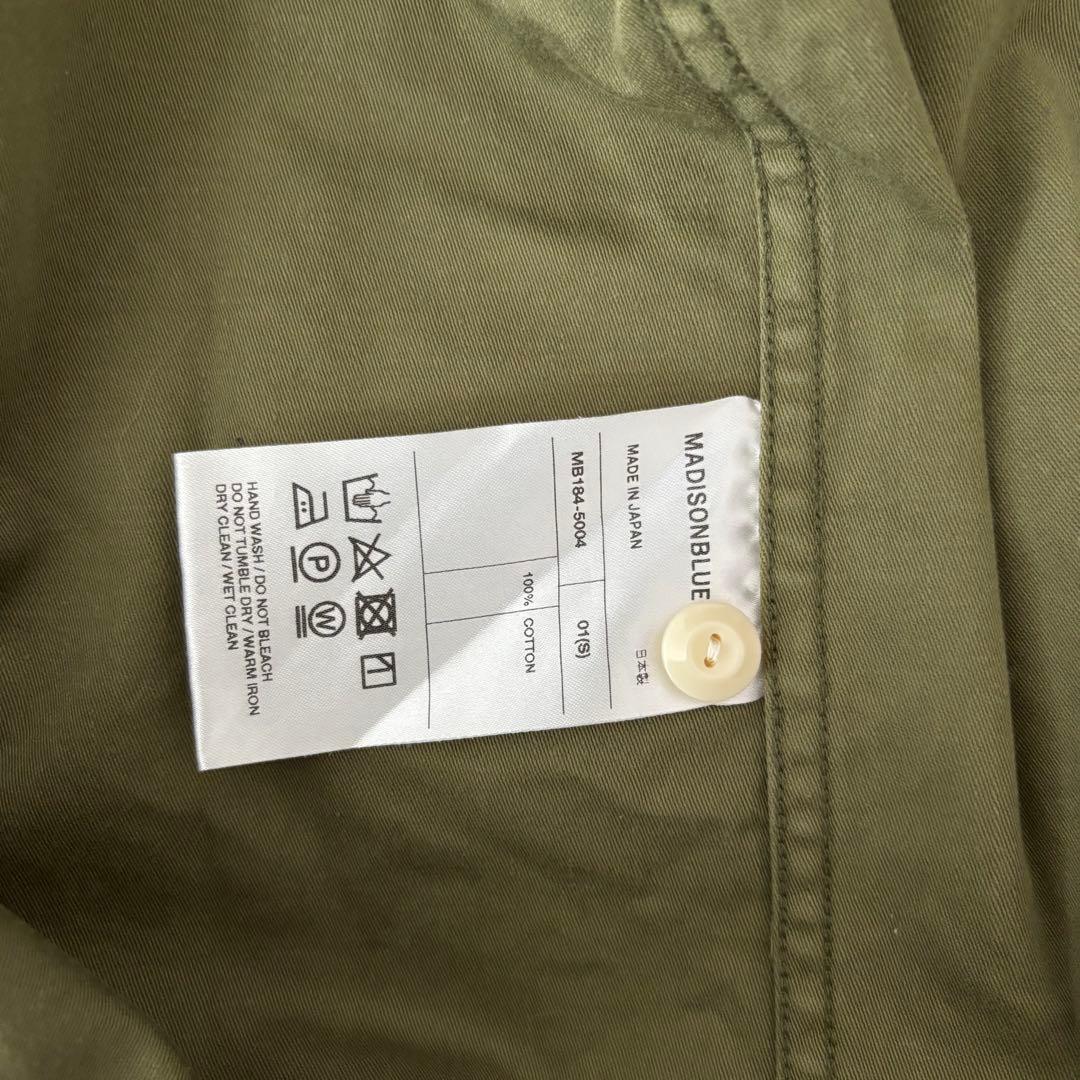 MADISONBLUE
MADE IN JAPAN 日本製
MB184-5004 01(S)
100% COTTON
P
W
HAND WASH / DO NOT BLEACH
DO NOT TUMBLE DRY / WARM IRON
DRY CLEAN / WET CLEAN